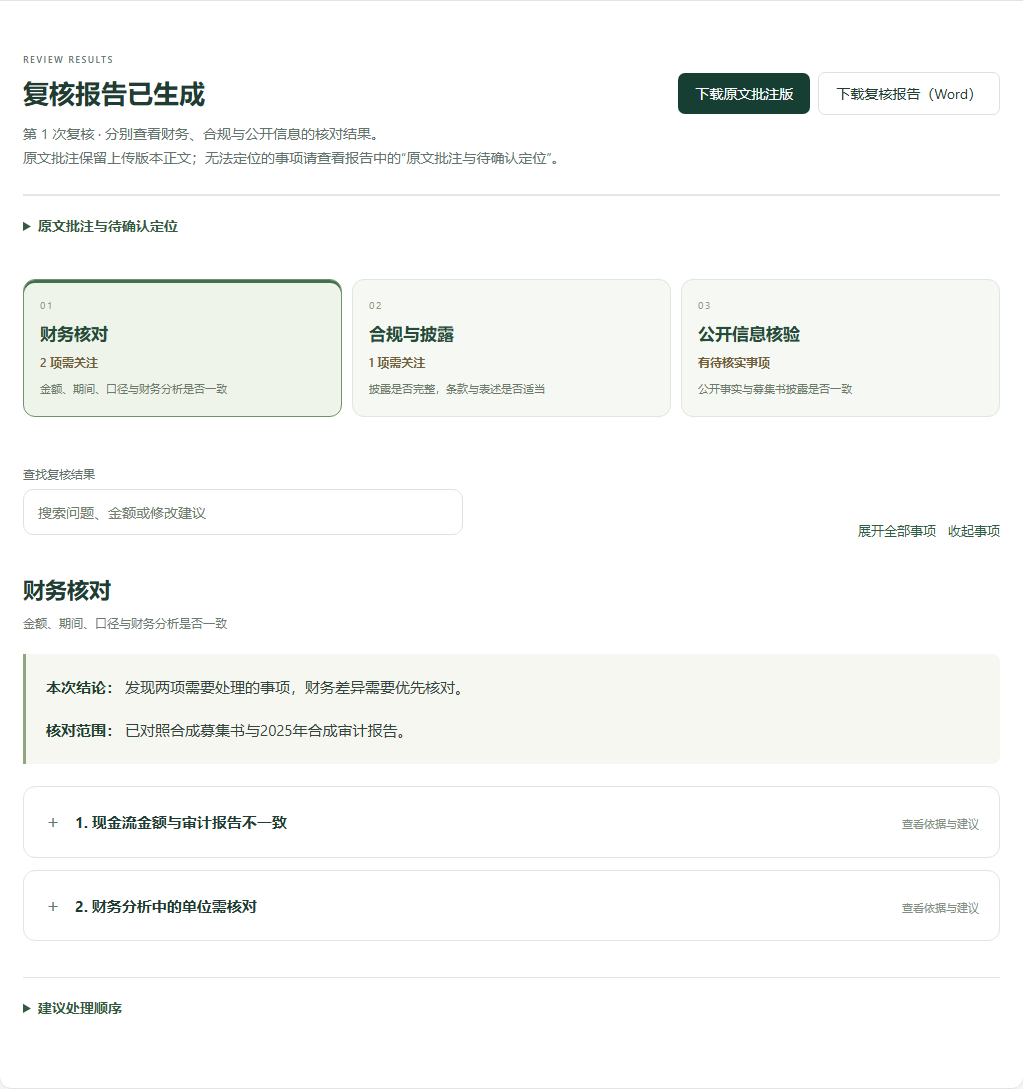 REVIEW RESULTS
复核报告已生成
下载原文批注版
下载复核报告（Word）
第 1 次复核 · 分别查看财务、合规与公开信息的核对结果。
原文批注保留上传版本正文；无法定位的事项请查看报告中的“原文批注与待确认定位”。
原文批注与待确认定位
01
财务核对
2 项需关注
金额、期间、口径与财务分析是否一致
02
合规与披露
1 项需关注
披露是否完整，条款与表述是否适当
03
公开信息核验
有待核实事项
公开事实与募集书披露是否一致
查找复核结果
搜索问题、金额或修改建议
展开全部事项 收起事项
财务核对
金额、期间、口径与财务分析是否一致
本次结论： 发现两项需要处理的事项，财务差异需要优先核对。
核对范围： 已对照合成募集书与2025年合成审计报告。
+ 1. 现金流金额与审计报告不一致 查看依据与建议
+ 2. 财务分析中的单位需核对 查看依据与建议
建议处理顺序